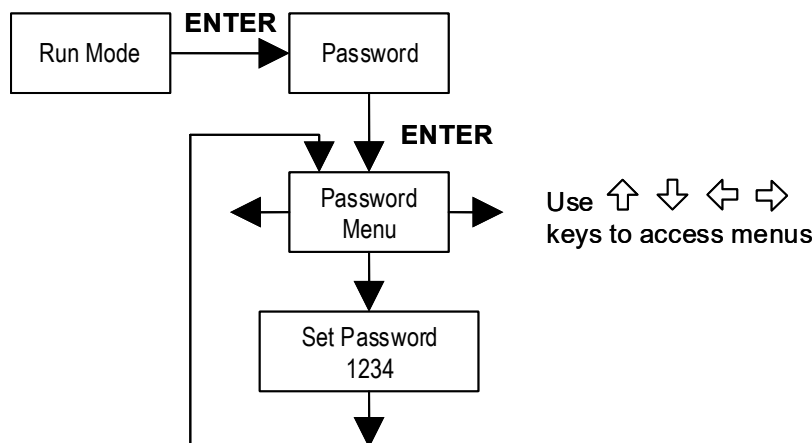 ENTER
Run Mode
Password
ENTER
Password
Menu
Use ⇧ ⇩ ⇦ ⇨
keys to access menus
Set Password
1234